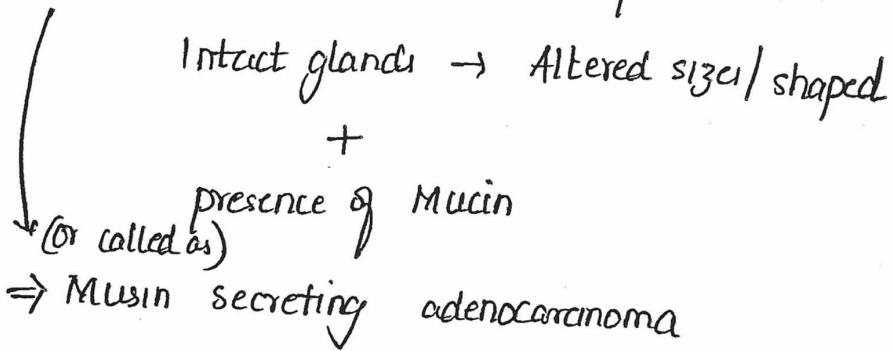 Intact glands → Altered sizes/shaped
+
presence of Mucin
(or called as)
⇒ Musin secreting adenocarcinoma